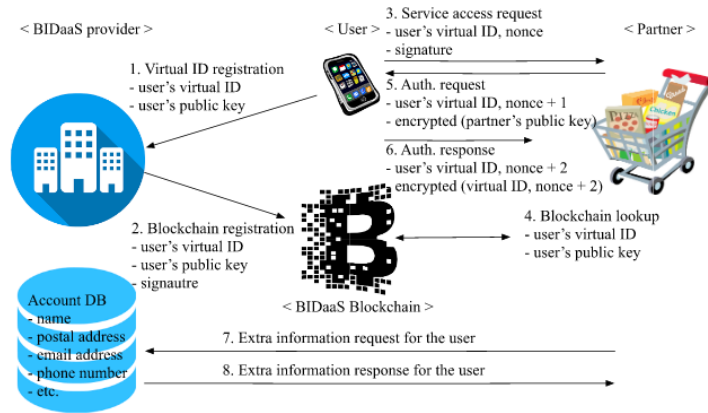 < BIDaaS provider >
< User >
3. Service access request
- user's virtual ID, nonce
- signature
< Partner >
1. Virtual ID registration
- user's virtual ID
- user's public key
5. Auth. request
- user's virtual ID, nonce + 1
- encrypted (partner's public key)
6. Auth. response
- user's virtual ID, nonce + 2
- encrypted (virtual ID, nonce + 2)
2. Blockchain registration
- user's virtual ID
- user's public key
- signautre
4. Blockchain lookup
- user's virtual ID
- user's public key
< BIDaaS Blockchain >
Account DB
- name
- postal address
- email address
- phone number
- etc.
7. Extra information request for the user
8. Extra information response for the user